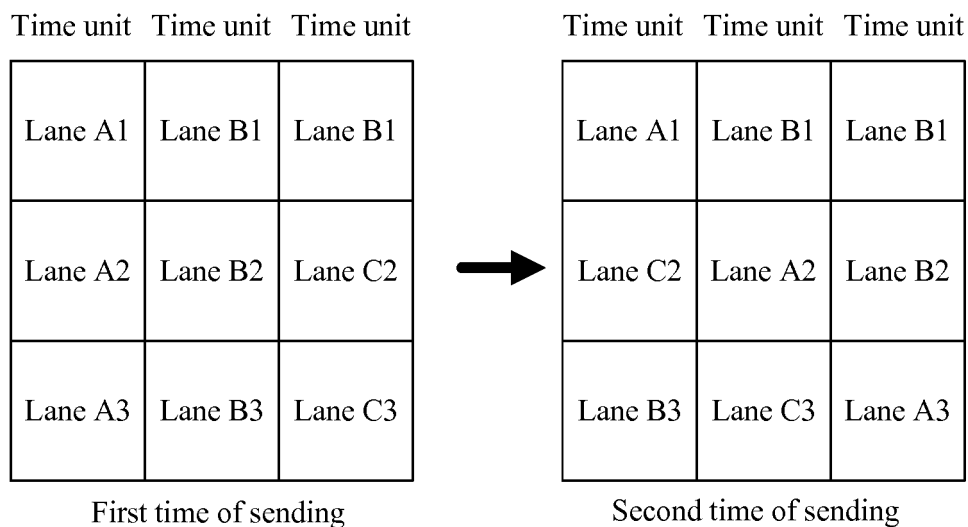 Time unit Time unit Time unit Time unit Time unit Time unit
Lane A1 Lane B1 Lane B1 Lane A1 Lane B1 Lane B1
Lane A2 Lane B2 Lane C2 Lane C2 Lane A2 Lane B2
Lane A3 Lane B3 Lane C3 Lane B3 Lane C3 Lane A3
First time of sending Second time of sending